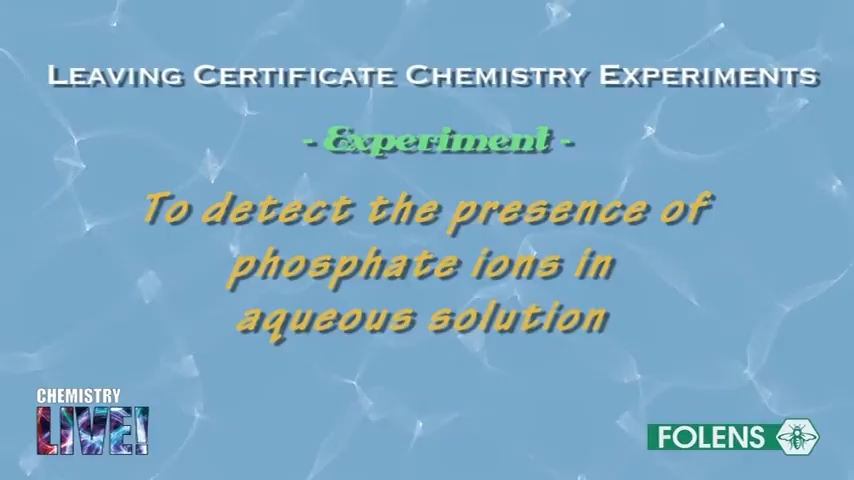 Leaving Certificate Chemistry Experiments
- Experiment -
To detect the presence of
phosphate ions in
aqueous solution
CHEMISTRY
LIVE!
FOLENS